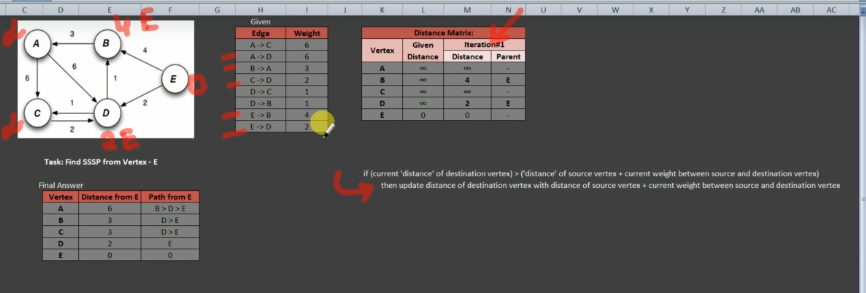 C D E F G H I J K L M N U V W X Y Z AA AB AC
Given
Edge Weight
A -> C 6
A -> D 6
B -> A 3
C -> D 2
D -> C 1
D -> B 1
E -> B 4
E -> D 2
Distance Matrix:
Vertex Given Distance Iteration#1
Distance Parent
A ∞ ∞ -
B ∞ 4 E
C ∞ ∞ -
D ∞ 2 E
E 0 0 -
4 E
A 3 B
4
6 6 1 E 0
1 2
C D
2
2 E
Task: Find SSSP from Vertex - E
if (current 'distance' of destination vertex) > ('distance' of source vertex + current weight between source and destination vertex)
then update distance of destination vertex with distance of source vertex + current weight between source and destination vertex
Final Answer
Vertex Distance from E Path from E
A 6 B > D > E
B 3 D > E
C 3 D > E
D 2 E
E 0 0